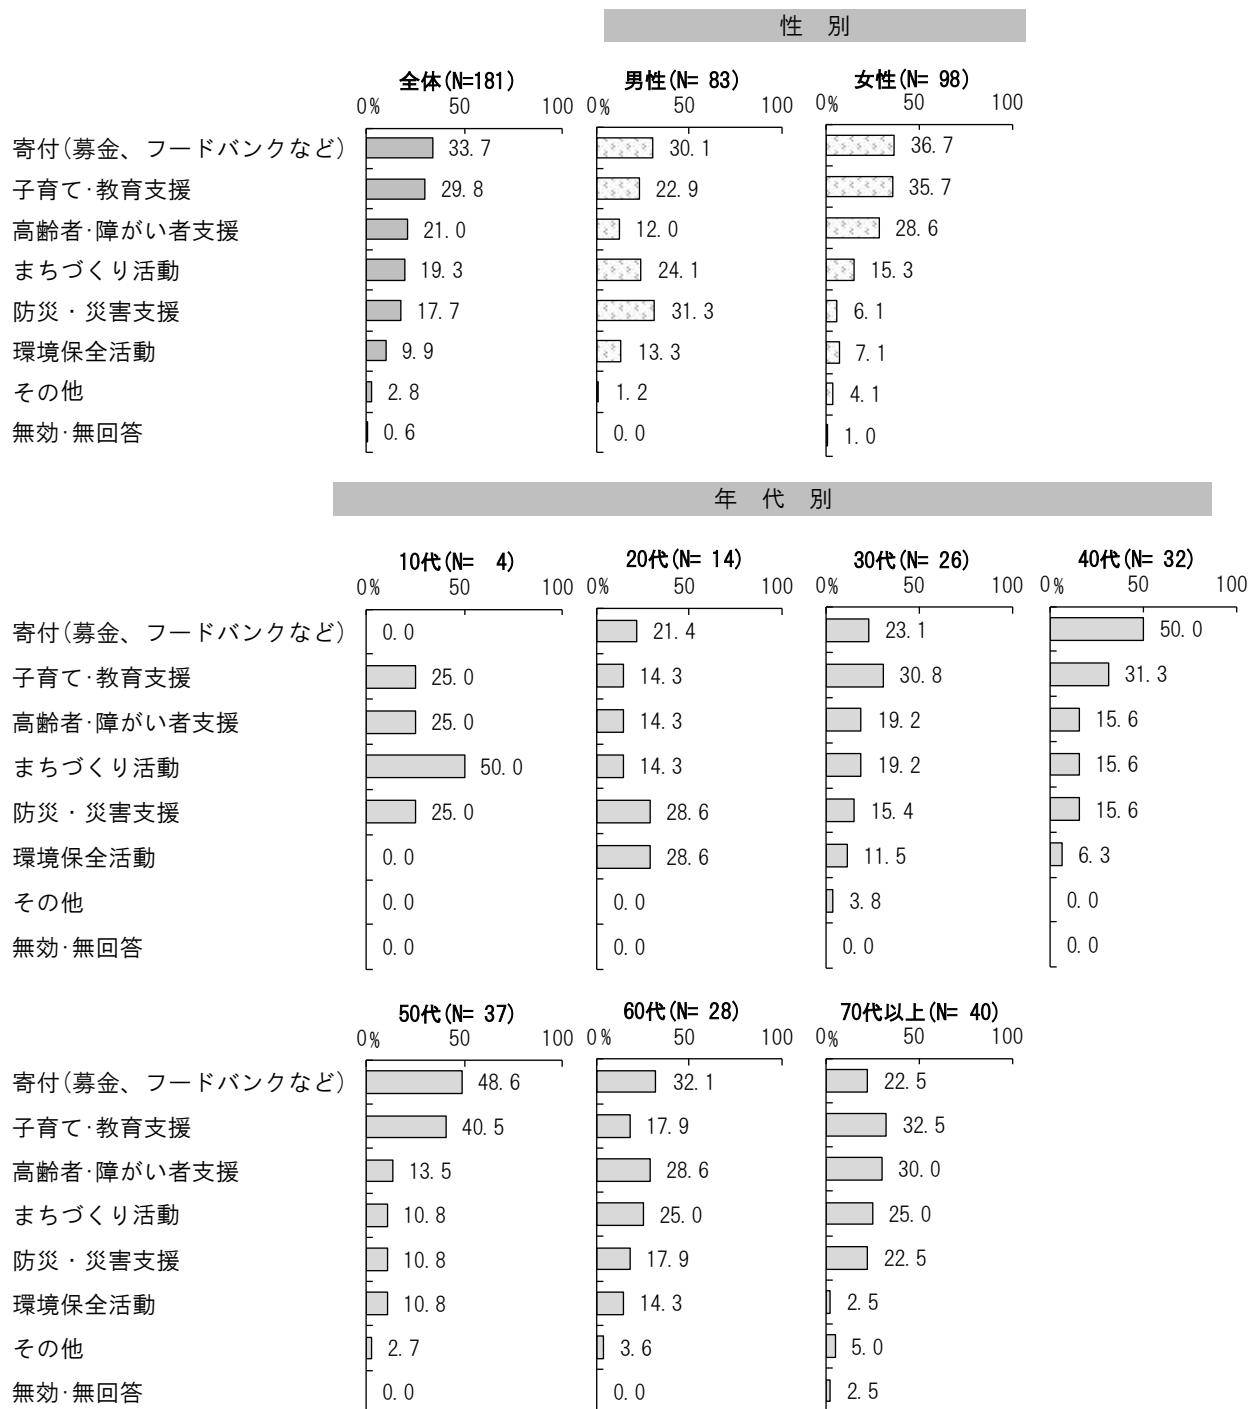 性 別
全体(N=181) 男性(N= 83) 女性(N= 98)
0% 50 100 0% 50 100 0% 50 100
寄付(募金、フードバンクなど) 33.7 30.1 36.7
子育て･教育支援 29.8 22.9 35.7
高齢者･障がい者支援 21.0 12.0 28.6
まちづくり活動 19.3 24.1 15.3
防災・災害支援 17.7 31.3 6.1
環境保全活動 9.9 13.3 7.1
その他 2.8 1.2 4.1
無効･無回答 0.6 0.0 1.0
年 代 別
10代(N= 4) 20代(N= 14) 30代(N= 26) 40代(N= 32)
0% 50 100 0% 50 100 0% 50 100 0% 50 100
寄付(募金、フードバンクなど) 0.0 21.4 23.1 50.0
子育て･教育支援 25.0 14.3 30.8 31.3
高齢者･障がい者支援 25.0 14.3 19.2 15.6
まちづくり活動 50.0 14.3 19.2 15.6
防災・災害支援 25.0 28.6 15.4 15.6
環境保全活動 0.0 28.6 11.5 6.3
その他 0.0 0.0 3.8 0.0
無効･無回答 0.0 0.0 0.0 0.0
50代(N= 37) 60代(N= 28) 70代以上(N= 40)
0% 50 100 0% 50 100 0% 50 100
寄付(募金、フードバンクなど) 48.6 32.1 22.5
子育て･教育支援 40.5 17.9 32.5
高齢者･障がい者支援 13.5 28.6 30.0
まちづくり活動 10.8 25.0 25.0
防災・災害支援 10.8 17.9 22.5
環境保全活動 10.8 14.3 2.5
その他 2.7 3.6 5.0
無効･無回答 0.0 0.0 2.5